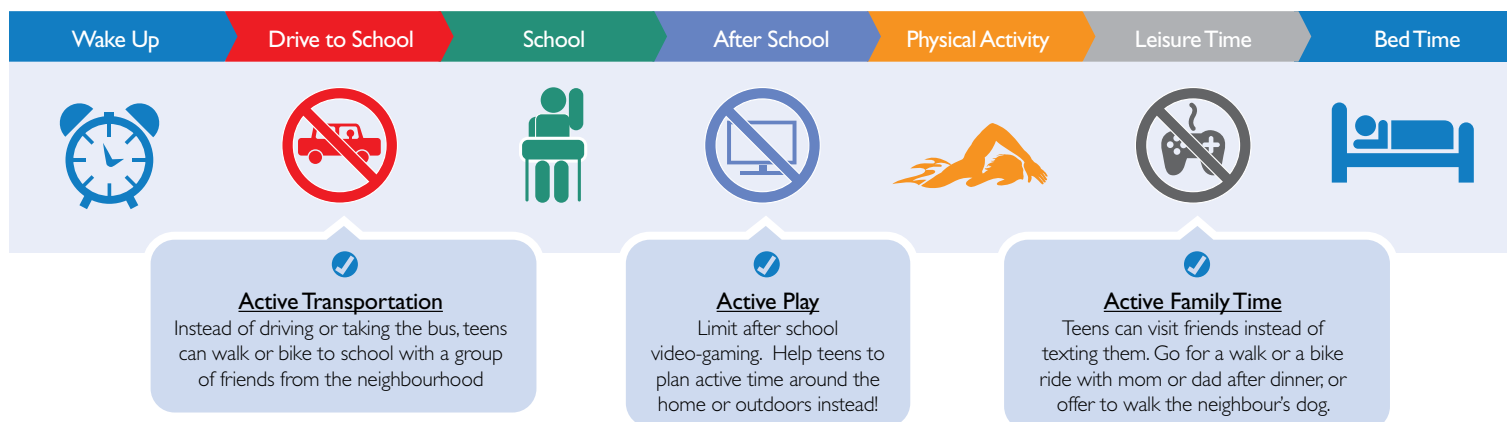 Wake Up
Drive to School
School
After School
Physical Activity
Leisure Time
Bed Time
Active Transportation
Instead of driving or taking the bus, teens
can walk or bike to school with a group
of friends from the neighbourhood
Active Play
Limit after school
video-gaming. Help teens to
plan active time around the
home or outdoors instead!
Active Family Time
Teens can visit friends instead of
texting them. Go for a walk or a bike
ride with mom or dad after dinner, or
offer to walk the neighbour's dog.